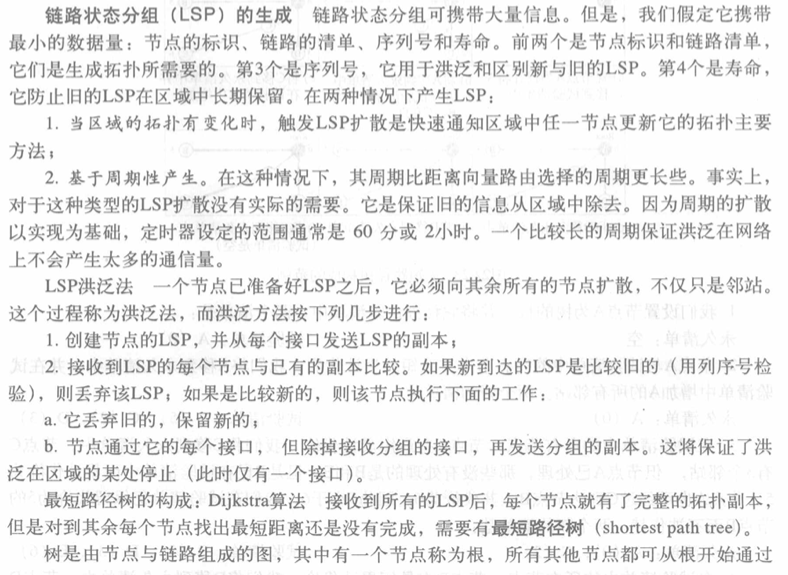 链路状态分组（LSP）的生成　链路状态分组可携带大量信息。但是，我们假定它携带
最小的数据量：节点的标识、链路的清单、序列号和寿命。前两个是节点标识和链路清单，
它们是生成拓扑所需要的。第3个是序列号，它用于洪泛和区别新与旧的LSP。第4个是寿命，
它防止旧的LSP在区域中长期保留。在两种情况下产生LSP：
1. 当区域的拓扑有变化时，触发LSP扩散是快速通知区域中任一节点更新它的拓扑主要
方法；
2. 基于周期性产生。在这种情况下，其周期比距离向量路由选择的周期更长些。事实上，
对于这种类型的LSP扩散没有实际的需要。它是保证旧的信息从区域中除去。因为周期的扩散
以实现为基础，定时器设定的范围通常是 60 分或 2小时。一个比较长的周期保证洪泛在网络
上不会产生太多的通信量。
LSP洪泛法　一个节点已准备好LSP之后，它必须向其余所有的节点扩散，不仅只是邻站。
这个过程称为洪泛法，而洪泛方法按下列几步进行：
1. 创建节点的LSP，并从每个接口发送LSP的副本；
2. 接收到LSP的每个节点与已有的副本比较。如果新到达的LSP是比较旧的（用列序号检
验），则丢弃该LSP；如果是比较新的，则该节点执行下面的工作：
a. 它丢弃旧的，保留新的；
b. 节点通过它的每个接口，但除掉接收分组的接口，再发送分组的副本。这将保证了洪
泛在区域的某处停止（此时仅有一个接口）。
最短路径树的构成：Dijkstra算法　接收到所有的LSP后，每个节点就有了完整的拓扑副本，
但是对到其余每个节点找出最短距离还是没有完成，需要有最短路径树（shortest path tree）。
树是由节点与链路组成的图，其中有一个节点称为根，所有其他节点都可从根开始通过